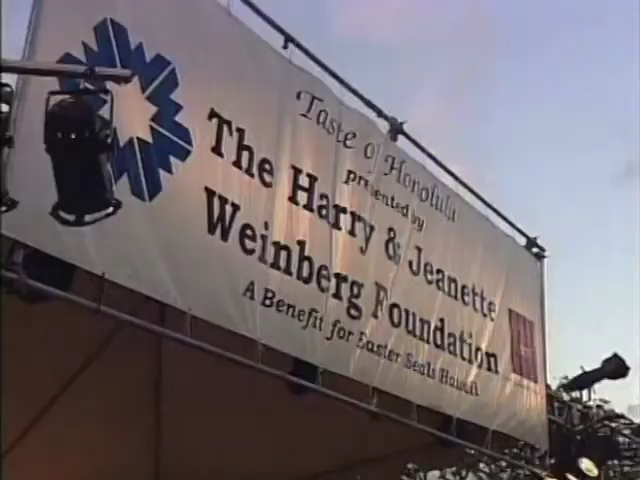 Taste of Honolulu
presented by
The Harry & Jeanette
Weinberg Foundation
A Benefit for Easter Seals Hawaii